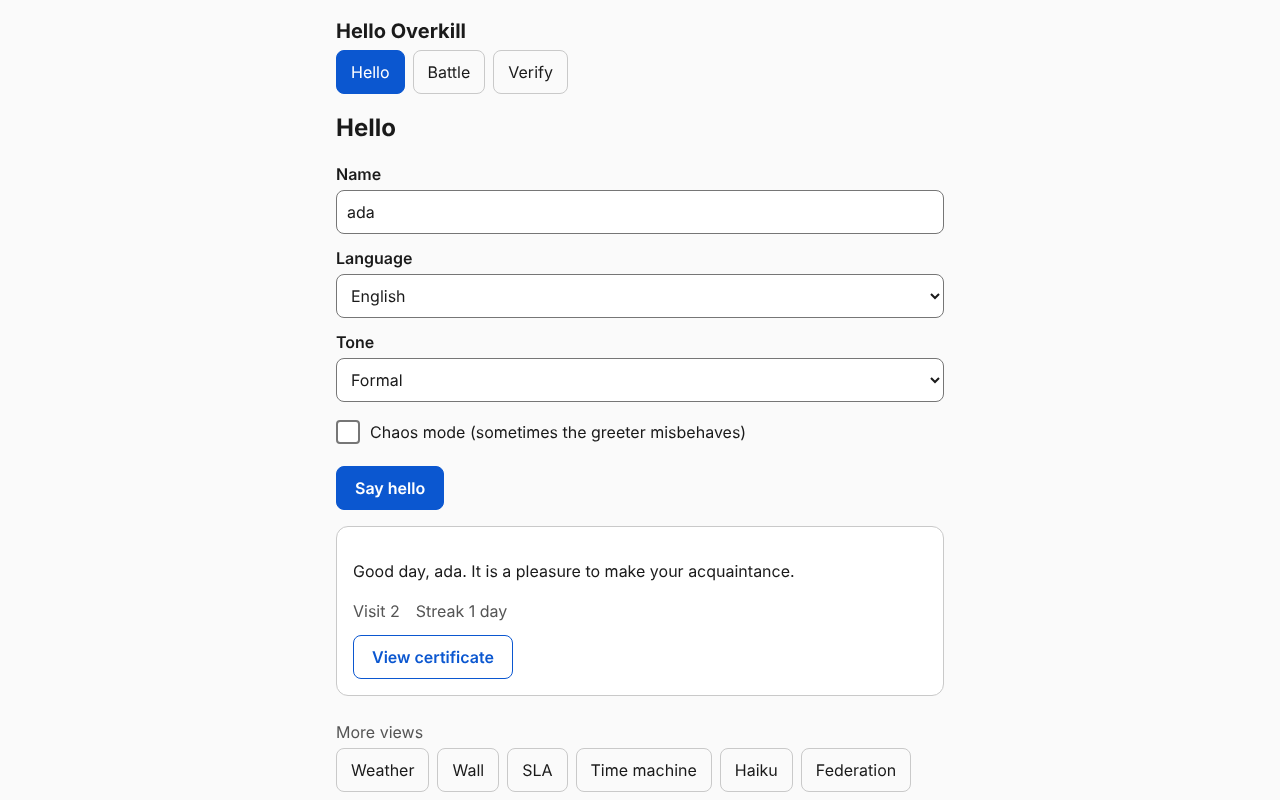 Hello Overkill
Hello Battle Verify
Hello
Name
ada
Language
English
Tone
Formal
Chaos mode (sometimes the greeter misbehaves)
Say hello
Good day, ada. It is a pleasure to make your acquaintance.
Visit 2 Streak 1 day
View certificate
More views
Weather Wall SLA Time machine Haiku Federation